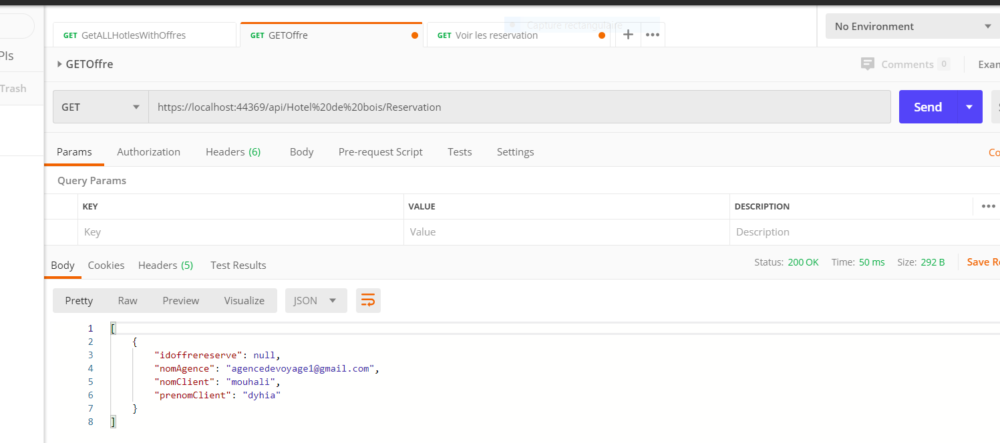 GET GetALLHotlesWithOffres GET GETOffre GET Voir les reservation + ••• No Environment
Capture rectangulaire
PIs
GETOffre Comments 0 Exam
Trash
GET https://localhost:44369/api/Hotel%20de%20bois/Reservation Send
Params Authorization Headers (6) Body Pre-request Script Tests Settings Co
Query Params
KEY VALUE DESCRIPTION •••
Key Value Description
Body Cookies Headers (5) Test Results Status: 200 OK Time: 50 ms Size: 292 B Save Re
Pretty Raw Preview Visualize JSON
1 [
2 {
3 "idoffrereserve": null,
4 "nomAgence": "agencedevoyage1@gmail.com",
5 "nomClient": "mouhali",
6 "prenomClient": "dyhia"
7 }
8 ]